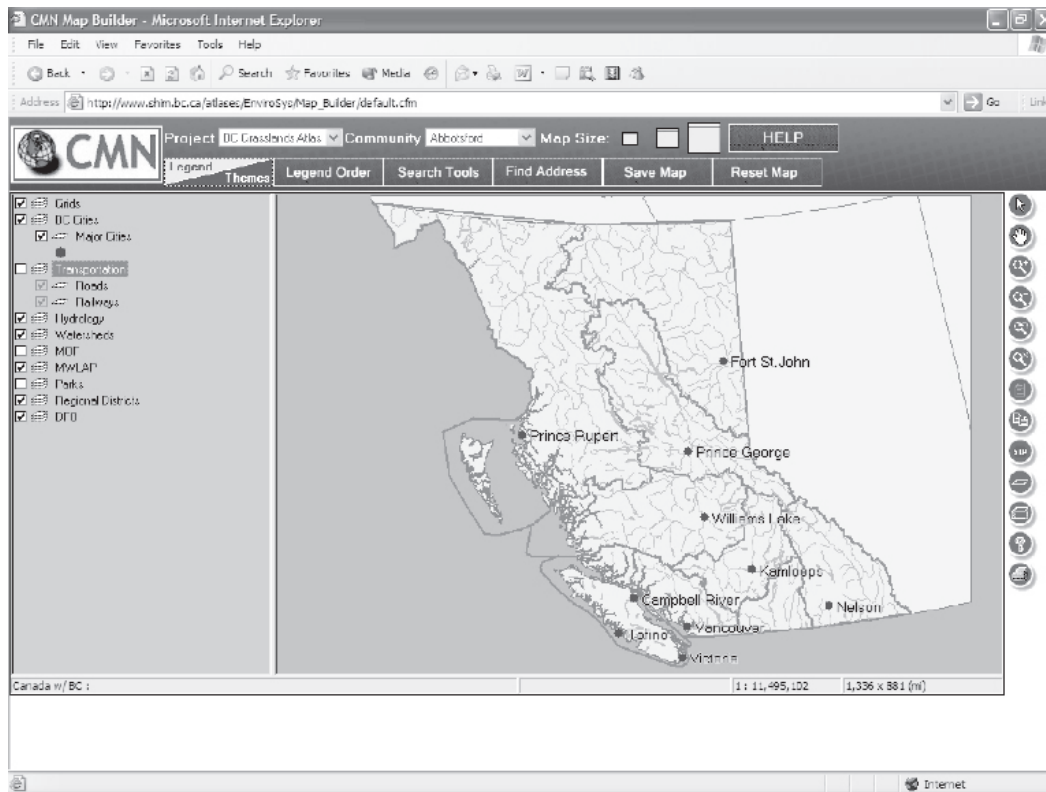 CMN Map Builder - Microsoft Internet Explorer
File Edit View Favorites Tools Help
Back Search Favorites Media
Address http://www.shim.bc.ca/atlases/EnviroSys/Map_Builder/default.cfm Go Link
CMN Project BC Grasslands Atlas Community Abbotsford Map Size: HELP
Legend Themes Legend Order Search Tools Find Address Save Map Reset Map
Grids
BC Cities
Major Cities
Transportation
Roads
Railways
Hydrology
Watersheds
MOF
MWLAP
Parks
Regional Districts
DFO
Fort St. John
Prince Rupert
Prince George
Williams Lake
Kamloops
Campbell River
Nelson
Vancouver
Tofino
Victoria
Canada w/ BC : 1 : 11,495,102 1,336 x 881 (mi)
Internet